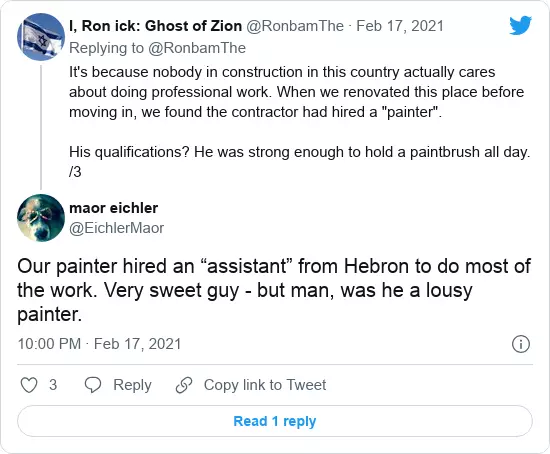 I, Ron ick: Ghost of Zion @RonbamThe · Feb 17, 2021
Replying to @RonbamThe
It's because nobody in construction in this country actually cares
about doing professional work. When we renovated this place before
moving in, we found the contractor had hired a "painter".
His qualifications? He was strong enough to hold a paintbrush all day.
/3
maor eichler
@EichlerMaor
Our painter hired an “assistant” from Hebron to do most of
the work. Very sweet guy - but man, was he a lousy
painter.
10:00 PM · Feb 17, 2021
3 Reply Copy link to Tweet
Read 1 reply